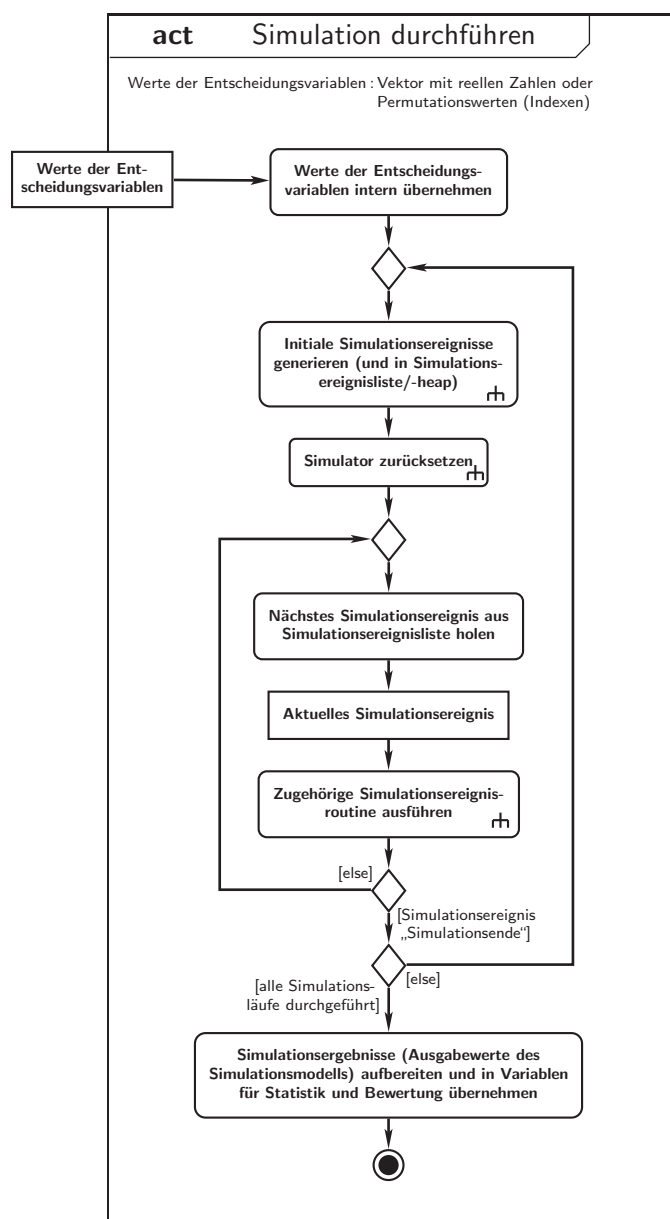 act Simulation durchführen
Werte der Entscheidungsvariablen : Vektor mit reellen Zahlen oder
Permutationswerten (Indexen)
Werte der Ent-
scheidungsvariablen
Werte der Entscheidungs-
variablen intern übernehmen
Initiale Simulationsereignisse
generieren (und in Simulations-
ereignisliste/-heap)
Simulator zurücksetzen
Nächstes Simulationsereignis aus
Simulationsereignisliste holen
Aktuelles Simulationsereignis
Zugehörige Simulationsereignis-
routine ausführen
[else]
[Simulationsereignis
„Simulationsende“]
[else]
[alle Simulations-
läufe durchgeführt]
Simulationsergebnisse (Ausgabewerte des
Simulationsmodells) aufbereiten und in Variablen
für Statistik und Bewertung übernehmen